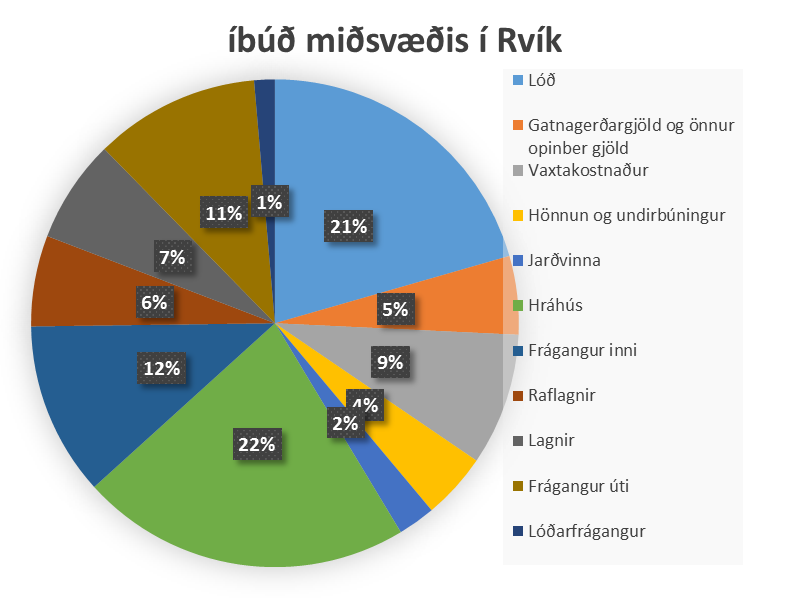 íbúð miðsvæðis í Rvík
Lóð
Gatnagerðargjöld og önnur
opinber gjöld
Vaxtakostnaður
Hönnun og undirbúningur
Jarðvinna
Hráhús
Frágangur inni
Raflagnir
Lagnir
Frágangur úti
Lóðarfrágangur
21%
5%
9%
4%
2%
22%
12%
6%
7%
11%
1%